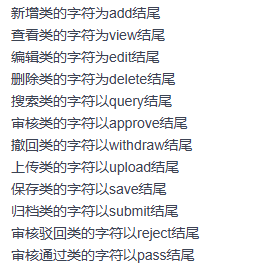 新增类的字符为add结尾
查看类的字符为view结尾
编辑类的字符为edit结尾
删除类的字符为delete结尾
搜索类的字符以query结尾
审核类的字符以approve结尾
撤回类的字符以withdraw结尾
上传类的字符以upload结尾
保存类的字符以save结尾
归档类的字符以submit结尾
审核驳回类的字符以reject结尾
审核通过类的字符以pass结尾